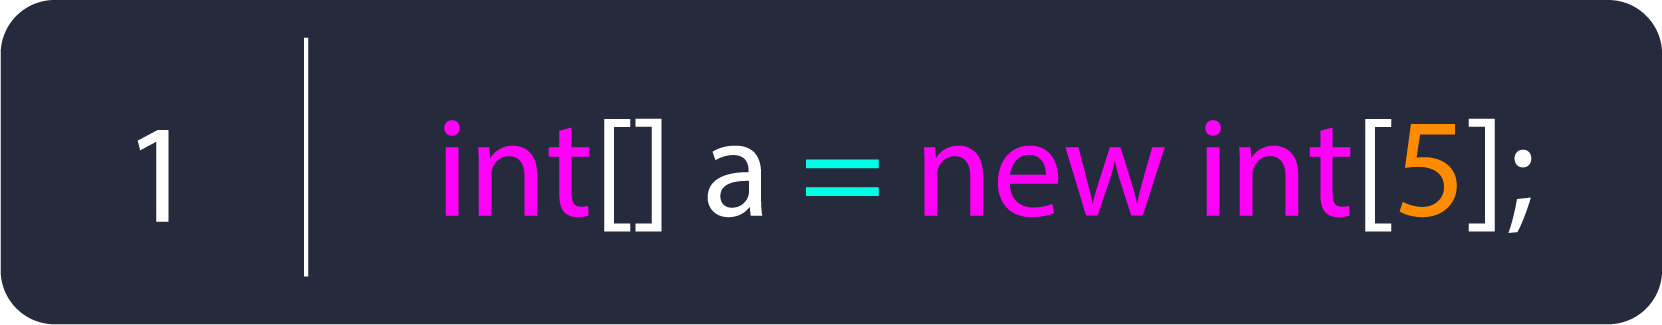 1 int[] a = new int[5];